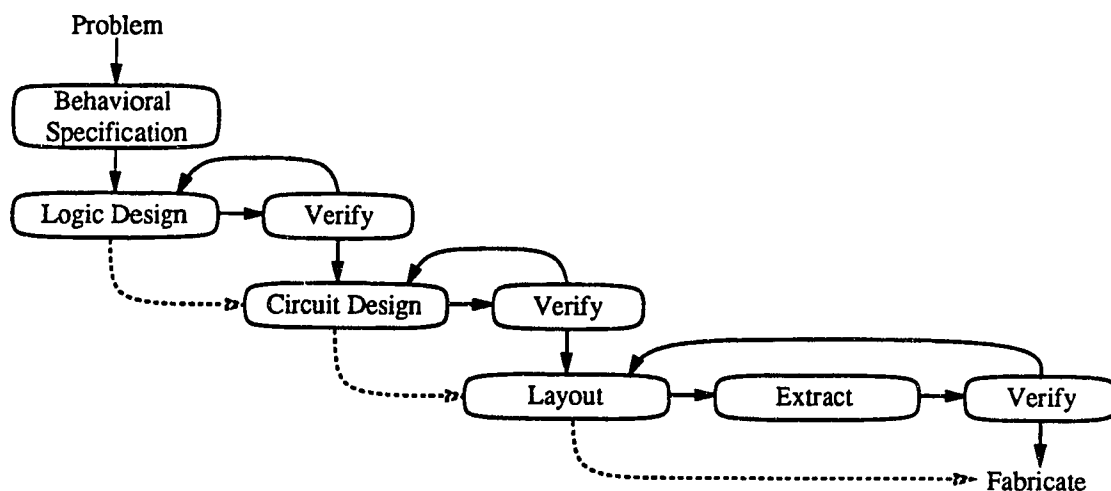 Problem
Behavioral
Specification
Logic Design
Verify
Circuit Design
Verify
Layout
Extract
Verify
Fabricate